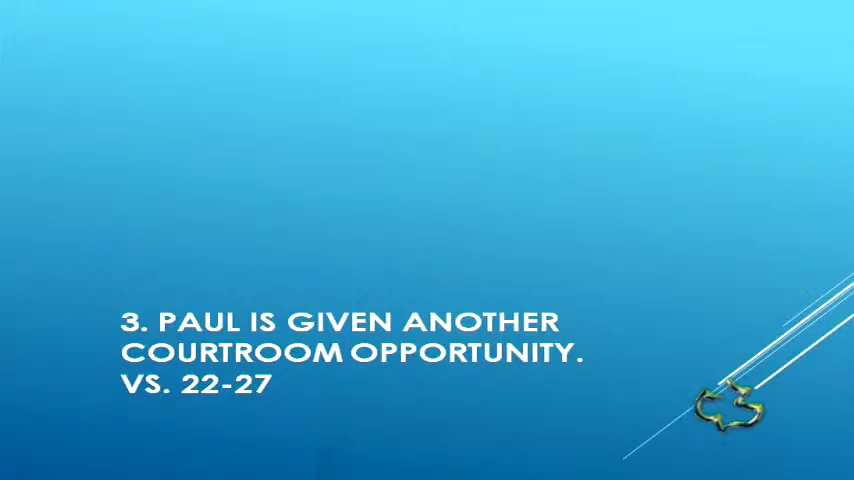 3. PAUL IS GIVEN ANOTHER
COURTROOM OPPORTUNITY.
VS. 22-27